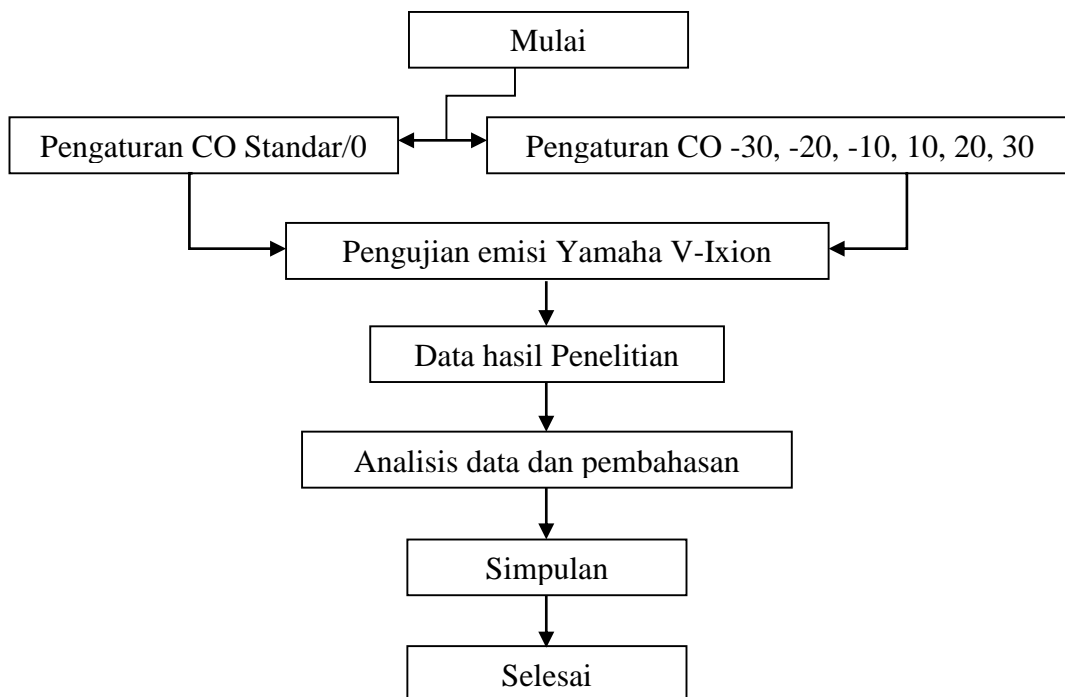 Mulai
Pengaturan CO Standar/0
Pengaturan CO -30, -20, -10, 10, 20, 30
Pengujian emisi Yamaha V-Ixion
Data hasil Penelitian
Analisis data dan pembahasan
Simpulan
Selesai